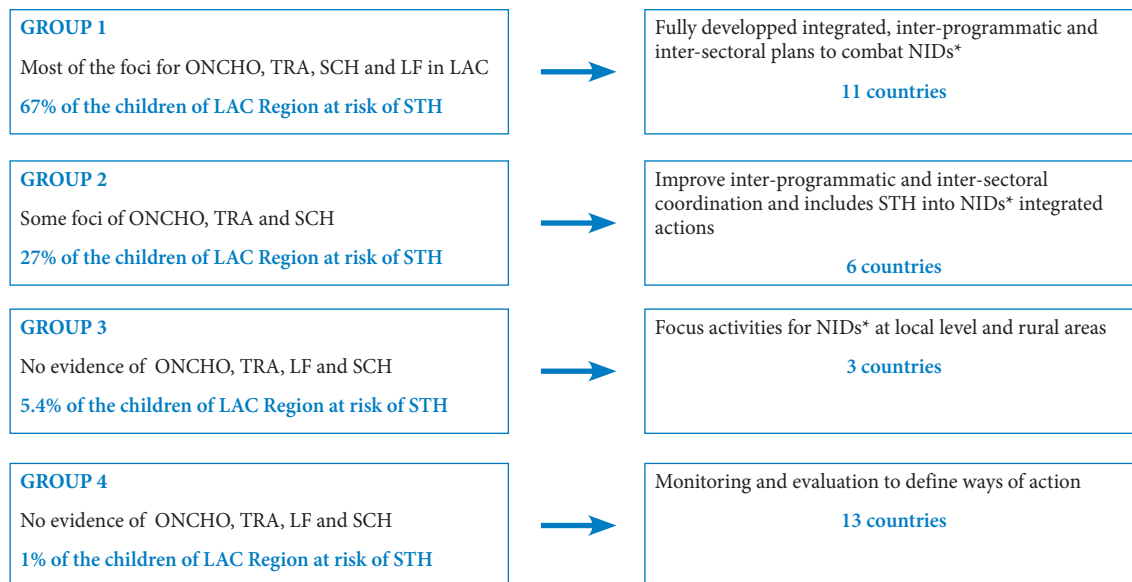 GROUP 1
Most of the foci for ONCHO, TRA, SCH and LF in LAC
67% of the children of LAC Region at risk of STH
Fully developped integrated, inter-programmatic and
inter-sectoral plans to combat NIDs*
11 countries
GROUP 2
Some foci of ONCHO, TRA and SCH
27% of the children of LAC Region at risk of STH
Improve inter-programmatic and inter-sectoral
coordination and includes STH into NIDs* integrated
actions
6 countries
GROUP 3
No evidence of ONCHO, TRA, LF and SCH
5.4% of the children of LAC Region at risk of STH
Focus activities for NIDs* at local level and rural areas
3 countries
GROUP 4
No evidence of ONCHO, TRA, LF and SCH
1% of the children of LAC Region at risk of STH
Monitoring and evaluation to define ways of action
13 countries